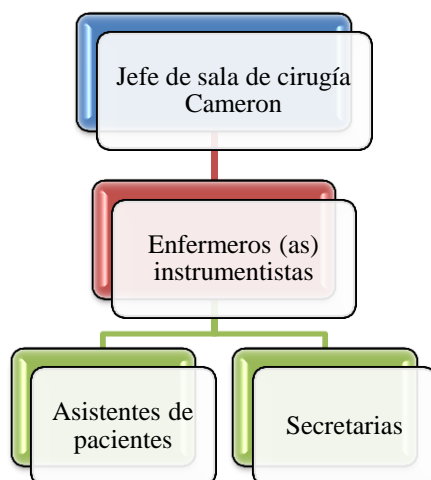 Jefe de sala de cirugía
Cameron
Enfermeros (as)
instrumentistas
Asistentes de
pacientes
Secretarias